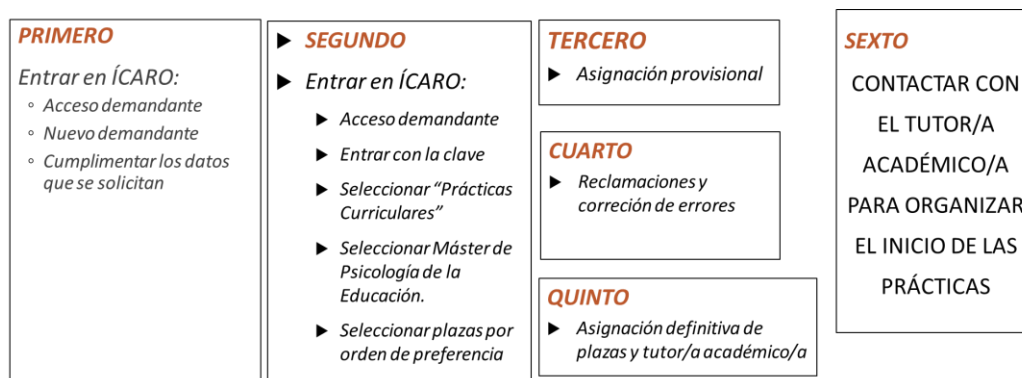 PRIMERO
Entrar en ÍCARO:
◦ Acceso demandante
◦ Nuevo demandante
◦ Cumplimentar los datos
que se solicitan
▶ SEGUNDO
▶ Entrar en ÍCARO:
▶ Acceso demandante
▶ Entrar con la clave
▶ Seleccionar “Prácticas
Curriculares”
▶ Seleccionar Máster de
Psicología de la
Educación.
▶ Seleccionar plazas por
orden de preferencia
TERCERO
▶ Asignación provisional
CUARTO
▶ Reclamaciones y
correción de errores
QUINTO
▶ Asignación definitiva de
plazas y tutor/a académico/a
SEXTO
CONTACTAR CON
EL TUTOR/A
ACADÉMICO/A
PARA ORGANIZAR
EL INICIO DE LAS
PRÁCTICAS